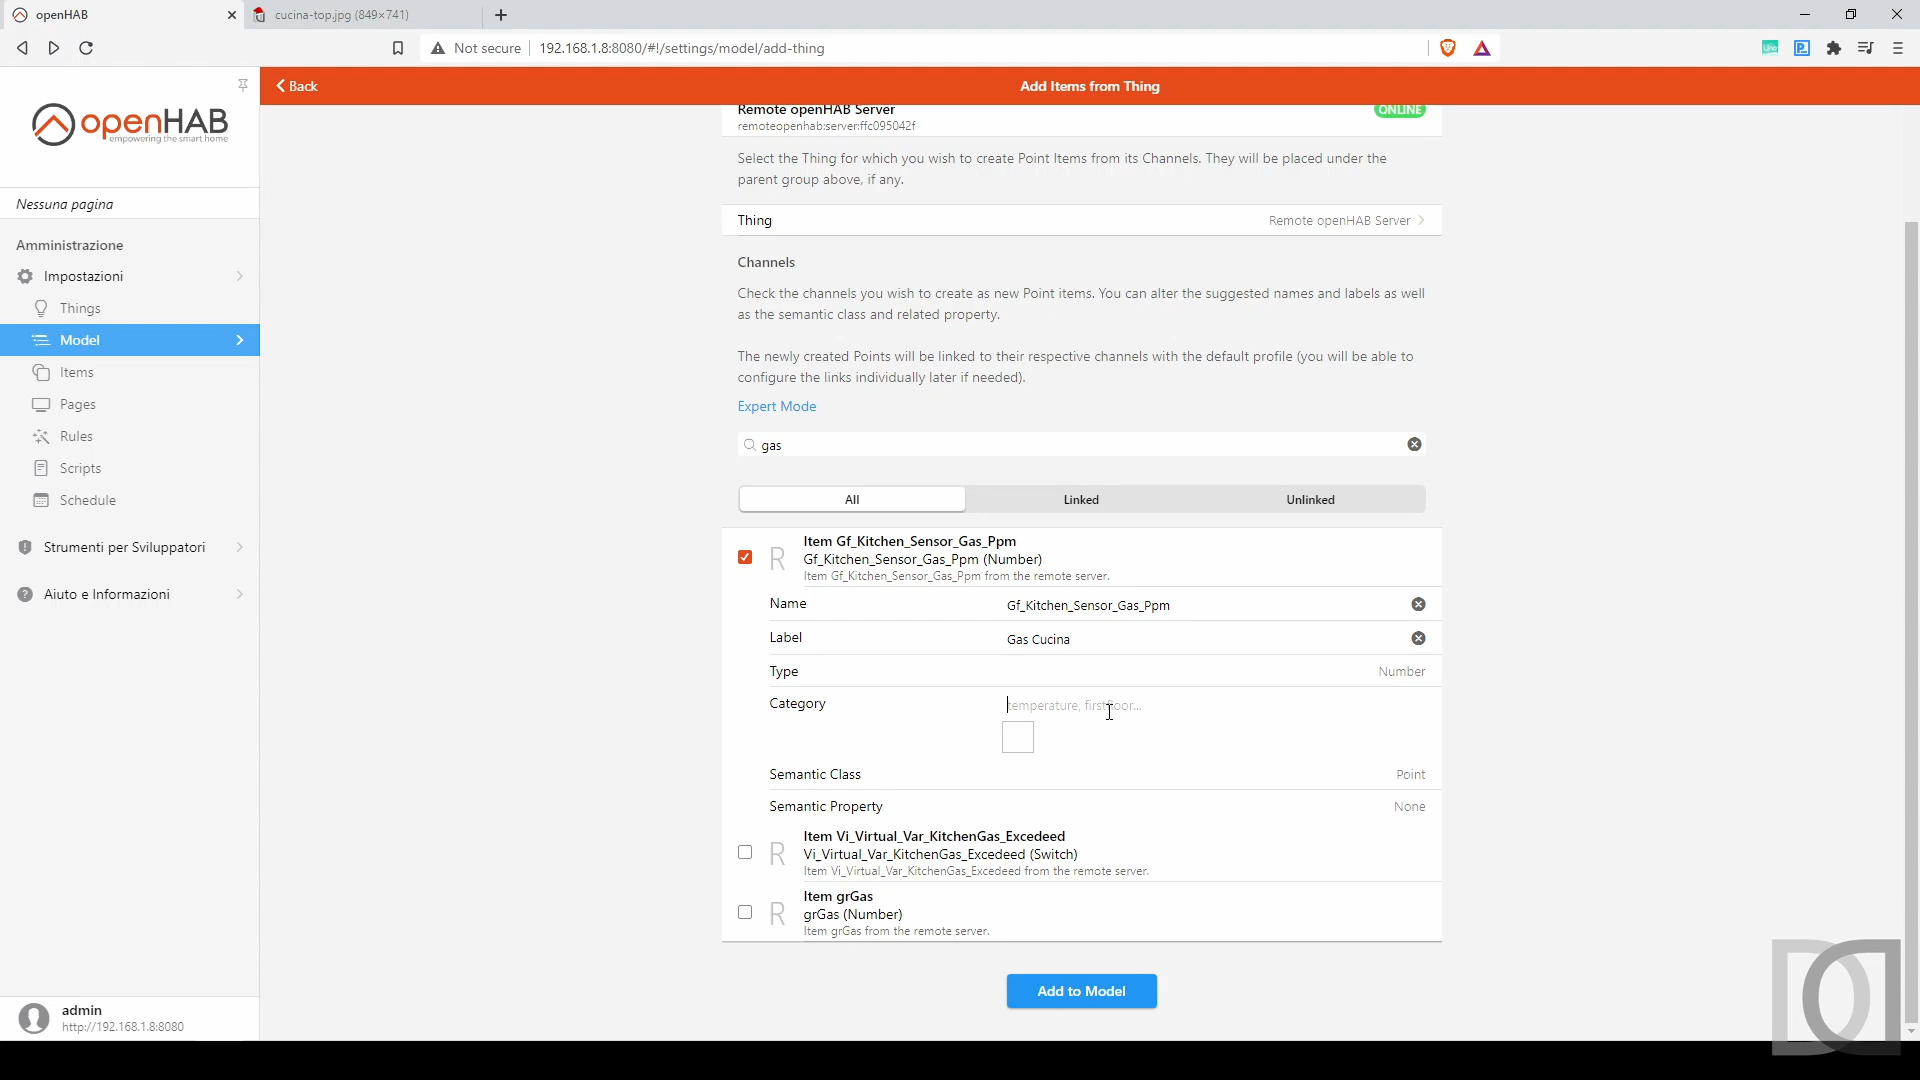 openHAB
cucina-top.jpg (849×741)
Not secure
192.168.1.8:8080/#!/settings/model/add-thing
Back
Add Items from Thing
openHAB
empowering the smart home
Nessuna pagina
Amministrazione
Impostazioni
Things
Model
Items
Pages
Rules
Scripts
Schedule
Strumenti per Sviluppatori
Aiuto e Informazioni
admin
http://192.168.1.8:8080
Remote openHAB Server
ONLINE
remoteopenhab:server:ffc095042f
Select the Thing for which you wish to create Point Items from its Channels. They will be placed under the
parent group above, if any.
Thing
Remote openHAB Server
Channels
Check the channels you wish to create as new Point items. You can alter the suggested names and labels as well
as the semantic class and related property.
The newly created Points will be linked to their respective channels with the default profile (you will be able to
configure the links individually later if needed).
Expert Mode
gas
All
Linked
Unlinked
R
Item Gf_Kitchen_Sensor_Gas_Ppm
Gf_Kitchen_Sensor_Gas_Ppm (Number)
Item Gf_Kitchen_Sensor_Gas_Ppm from the remote server.
Name
Gf_Kitchen_Sensor_Gas_Ppm
Label
Gas Cucina
Type
Number
Category
temperature, firstfloor...
Semantic Class
Point
Semantic Property
None
R
Item Vi_Virtual_Var_KitchenGas_Excedeed
Vi_Virtual_Var_KitchenGas_Excedeed (Switch)
Item Vi_Virtual_Var_KitchenGas_Excedeed from the remote server.
R
Item grGas
grGas (Number)
Item grGas from the remote server.
Add to Model